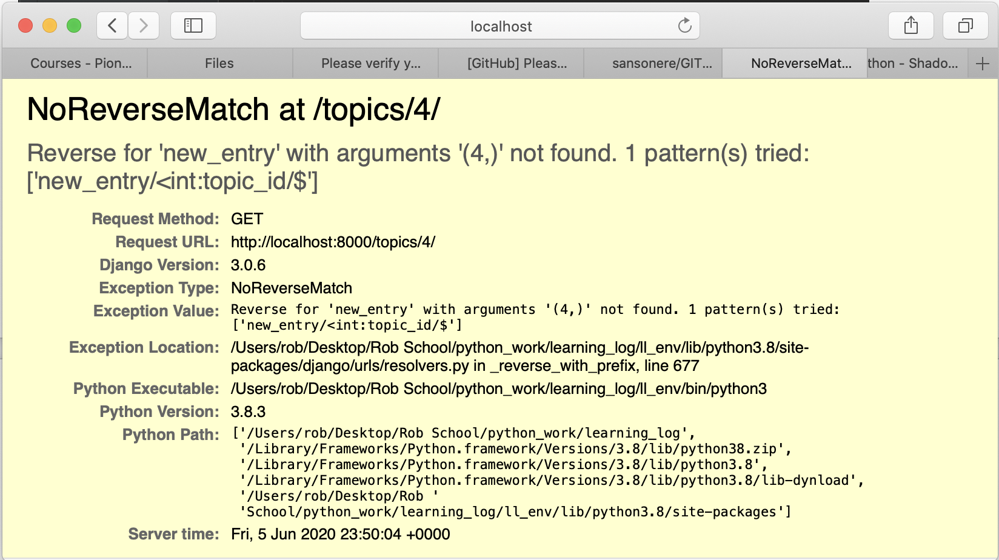 localhost
Courses - Pion...
Files
Please verify y...
[GitHub] Pleas...
sansonere/GIT...
NoReverseMat...
thon - Shado...
NoReverseMatch at /topics/4/
Reverse for 'new_entry' with arguments '(4,)' not found. 1 pattern(s) tried:
['new_entry/<int:topic_id/$']
Request Method: GET
Request URL: http://localhost:8000/topics/4/
Django Version: 3.0.6
Exception Type: NoReverseMatch
Exception Value: Reverse for 'new_entry' with arguments '(4,)' not found. 1 pattern(s) tried:
['new_entry/<int:topic_id/$']
Exception Location: /Users/rob/Desktop/Rob School/python_work/learning_log/ll_env/lib/python3.8/site-
packages/django/urls/resolvers.py in _reverse_with_prefix, line 677
Python Executable: /Users/rob/Desktop/Rob School/python_work/learning_log/ll_env/bin/python3
Python Version: 3.8.3
Python Path: ['/Users/rob/Desktop/Rob School/python_work/learning_log',
'/Library/Frameworks/Python.framework/Versions/3.8/lib/python38.zip',
'/Library/Frameworks/Python.framework/Versions/3.8/lib/python3.8',
'/Library/Frameworks/Python.framework/Versions/3.8/lib/python3.8/lib-dynload',
'/Users/rob/Desktop/Rob '
'School/python_work/learning_log/ll_env/lib/python3.8/site-packages']
Server time: Fri, 5 Jun 2020 23:50:04 +0000